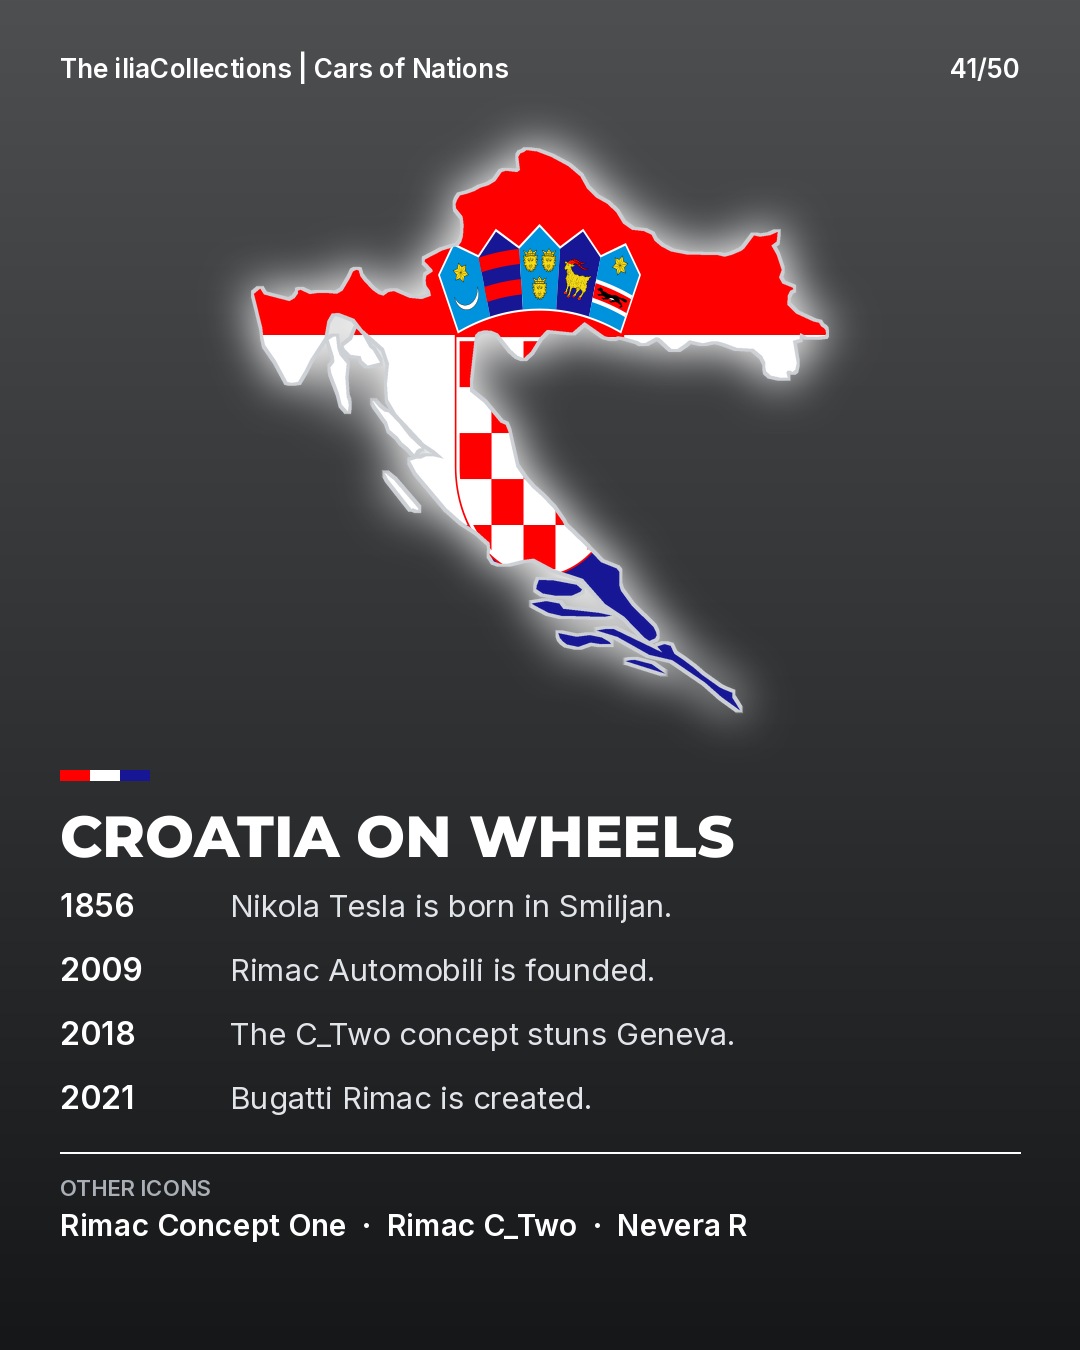 The iliaCollections | Cars of Nations 41/50
CROATIA ON WHEELS
1856 Nikola Tesla is born in Smiljan.
2009 Rimac Automobili is founded.
2018 The C_Two concept stuns Geneva.
2021 Bugatti Rimac is created.
OTHER ICONS
Rimac Concept One · Rimac C_Two · Nevera R